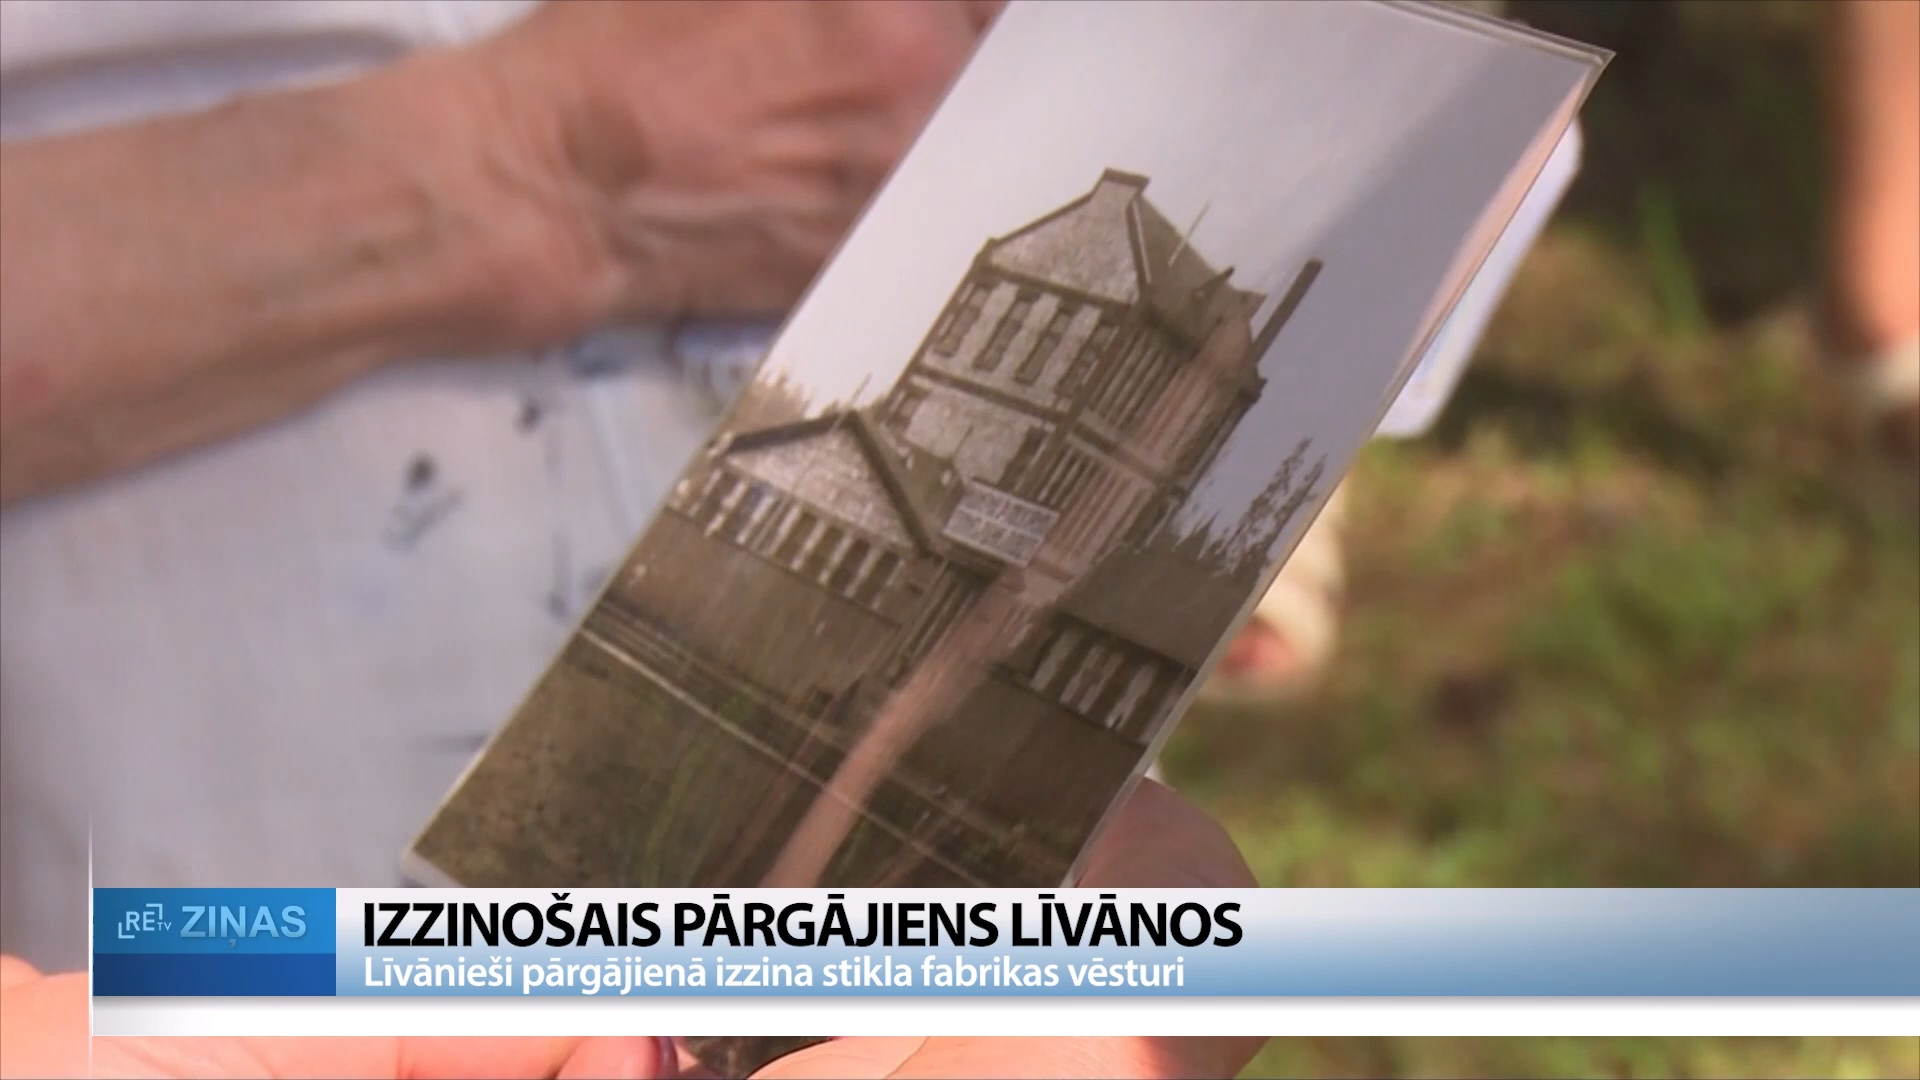 RE TV ZIŅAS
IZZINOŠAIS PĀRGĀJIENS LĪVĀNOS
Līvānieši pārgājienā izzina stikla fabrikas vēsturi